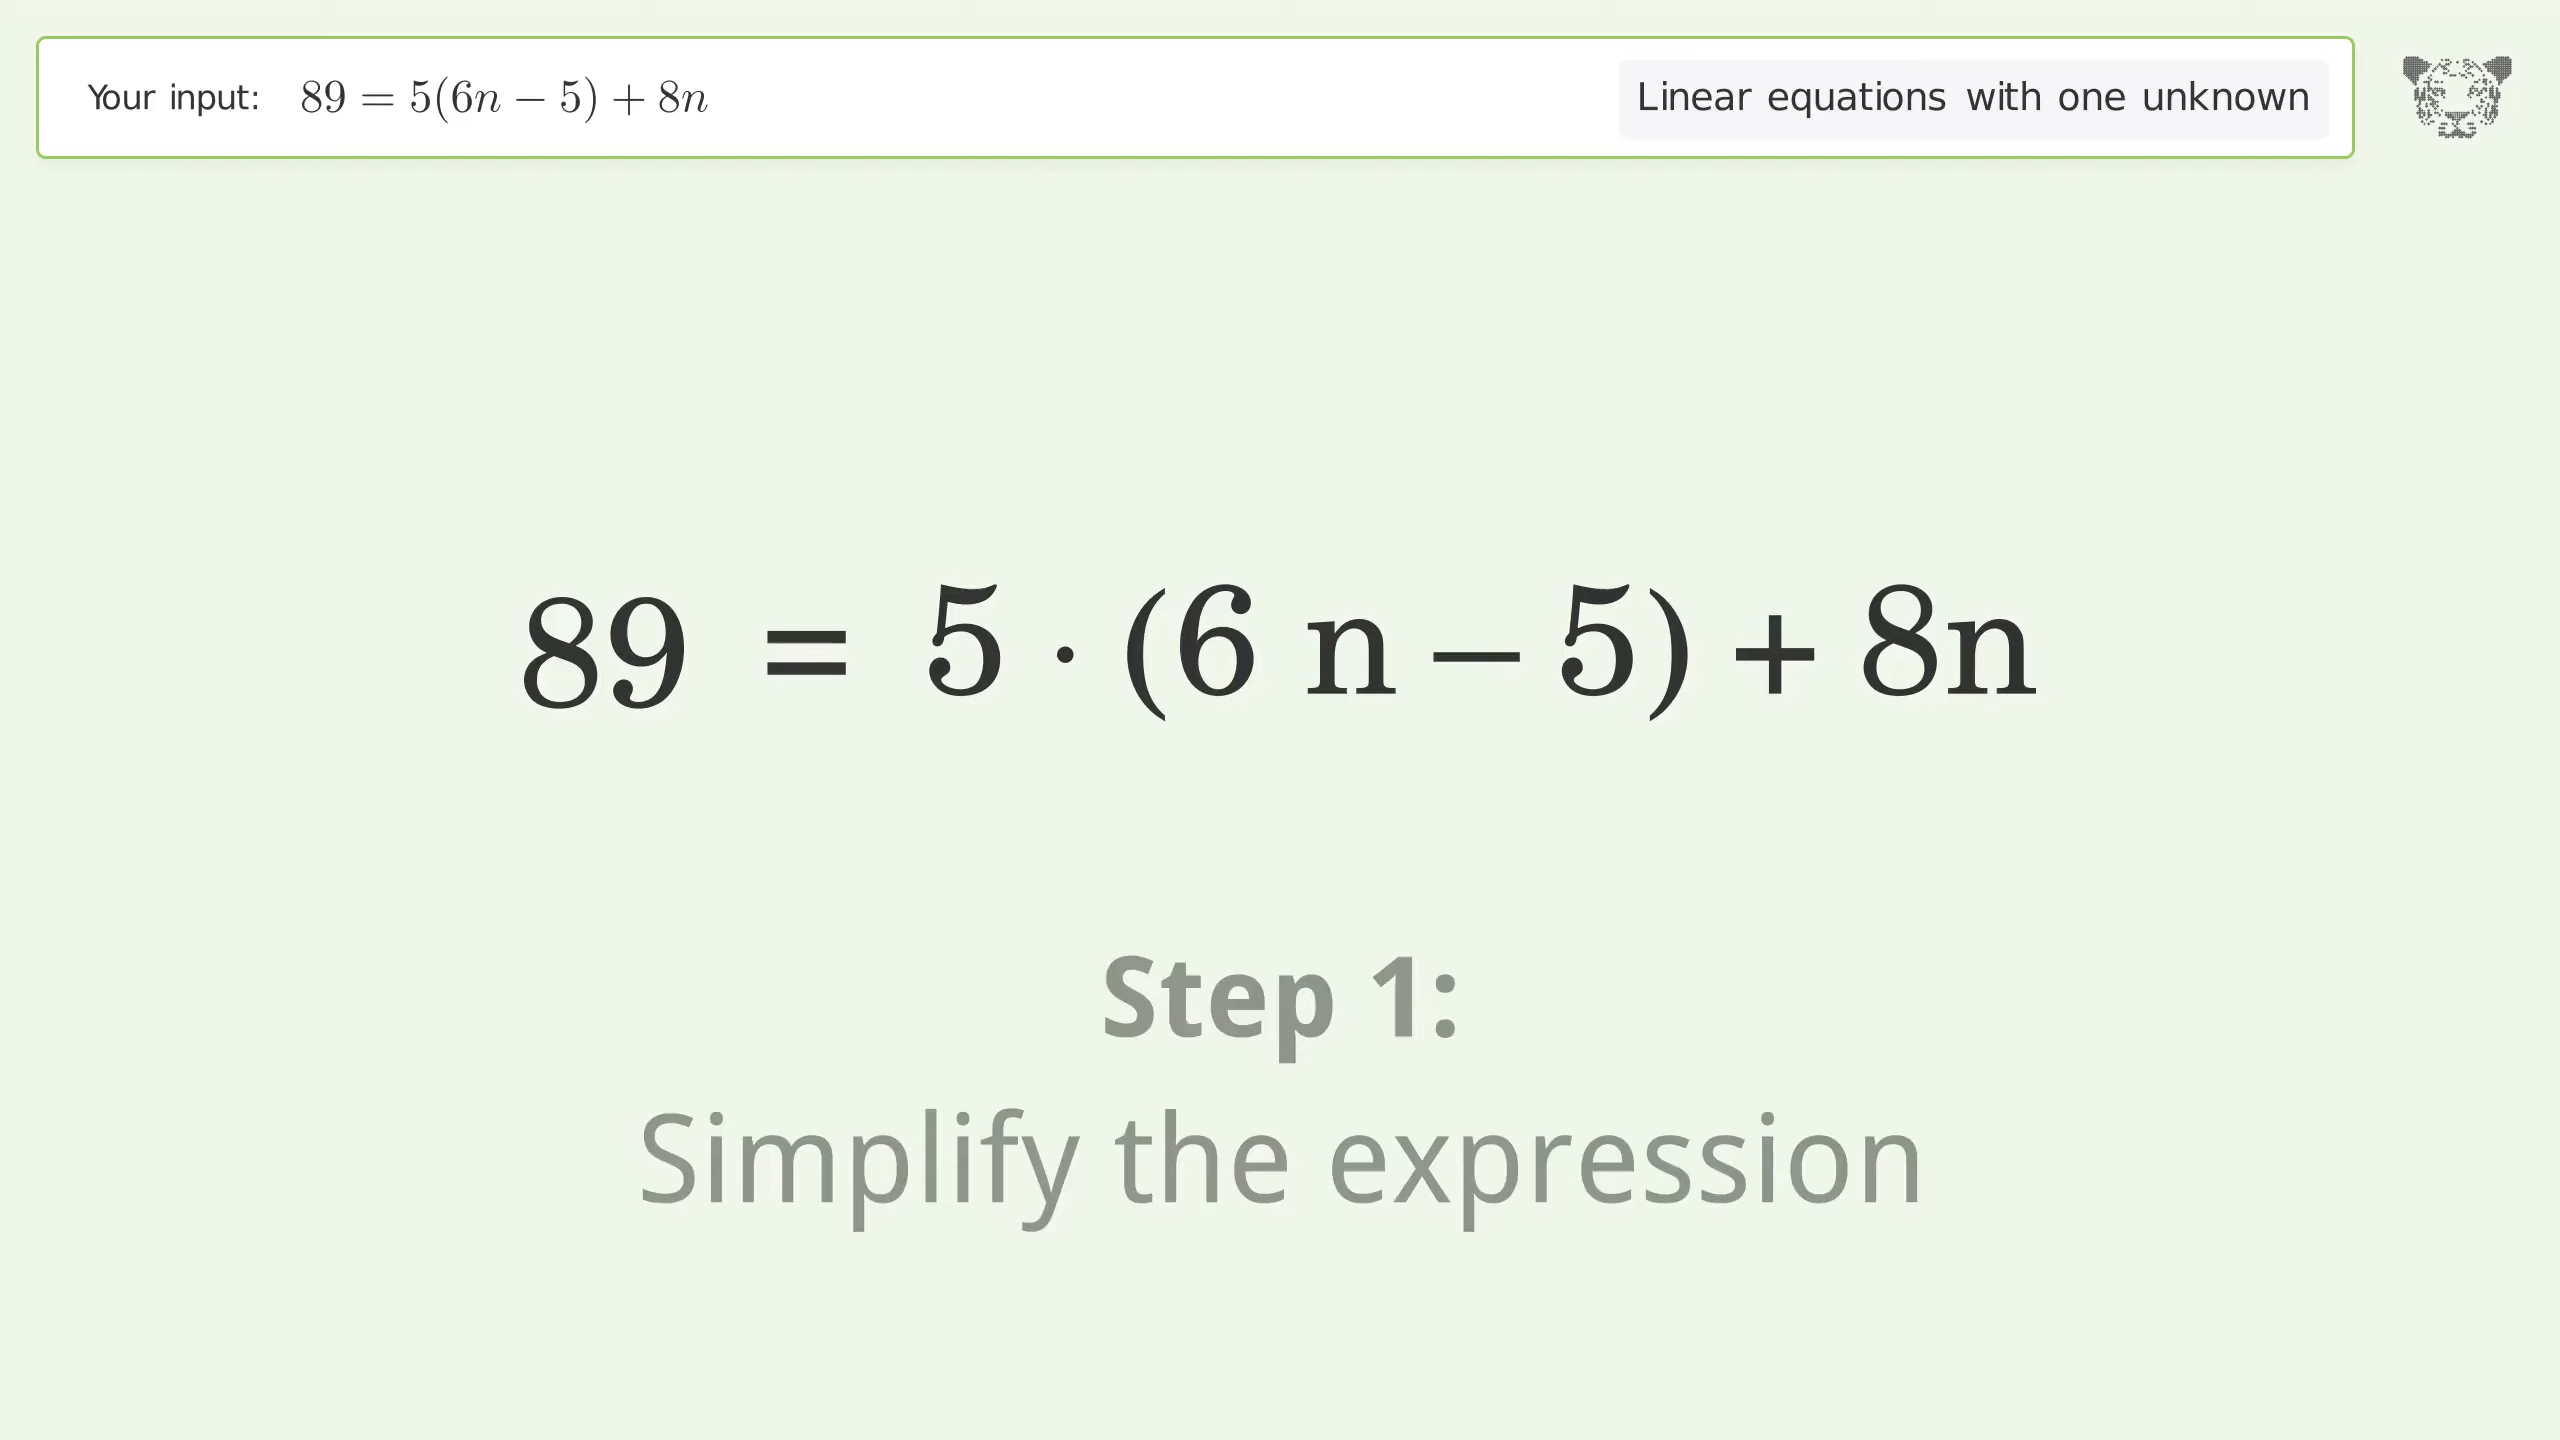 Your input: 89 = 5(6n − 5) + 8n
Linear equations with one unknown
89 = 5 · (6 n − 5) + 8n
Step 1:
Simplify the expression